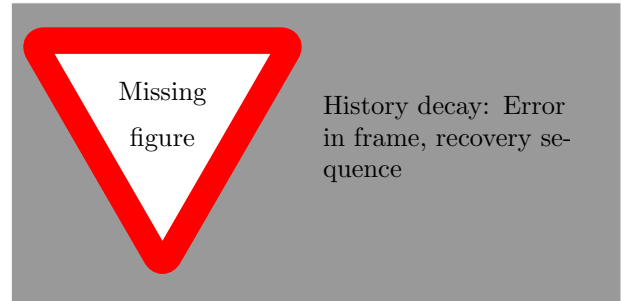 Missing
figure
History decay: Error
in frame, recovery se-
quence